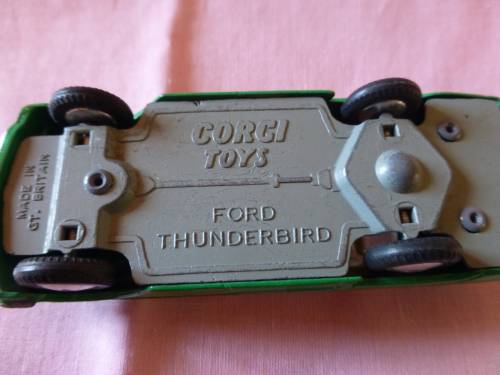 MADE IN
GT. BRITAIN
CORGI
TOYS
FORD
THUNDERBIRD